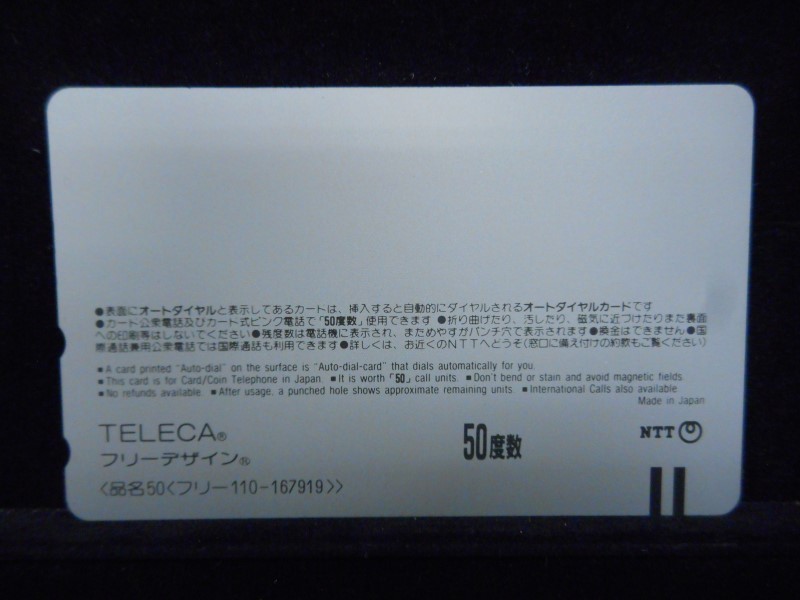 ●表面にオートダイヤルと表示してあるカートは、挿入すると自動的にダイヤルされるオートダイヤルカードです
●カード公衆電話及びカード式ピンク電話で「50度数」使用できます ●折り曲げたり、汚したり、磁気に近づけたりまた裏面
への印刷等はしないでください●残度数は電話機に表示され、まためやすがパンチ穴で表示されます●換金はできません●国
際通話兼用公衆電話では国際通話も利用できます●詳しくは、お近くのNTTへどうぞ(窓口に備え付けの約款もご覧ください)
■ A card printed "Auto-dial" on the surface is "Auto-dial-card" that dials automatically for you.
■ This card is for Card/Coin Telephone in Japan. ■ It is worth「50」call units. ■ Don't bend or stain and avoid magnetic fields.
■ No refunds available. ■ After usage, a punched hole shows approximate remaining units. ■ International Calls also available.
Made in Japan
TELECA®
フリーデザイン®
50度数
NTT
〈品名50〈フリー110-167919〉〉